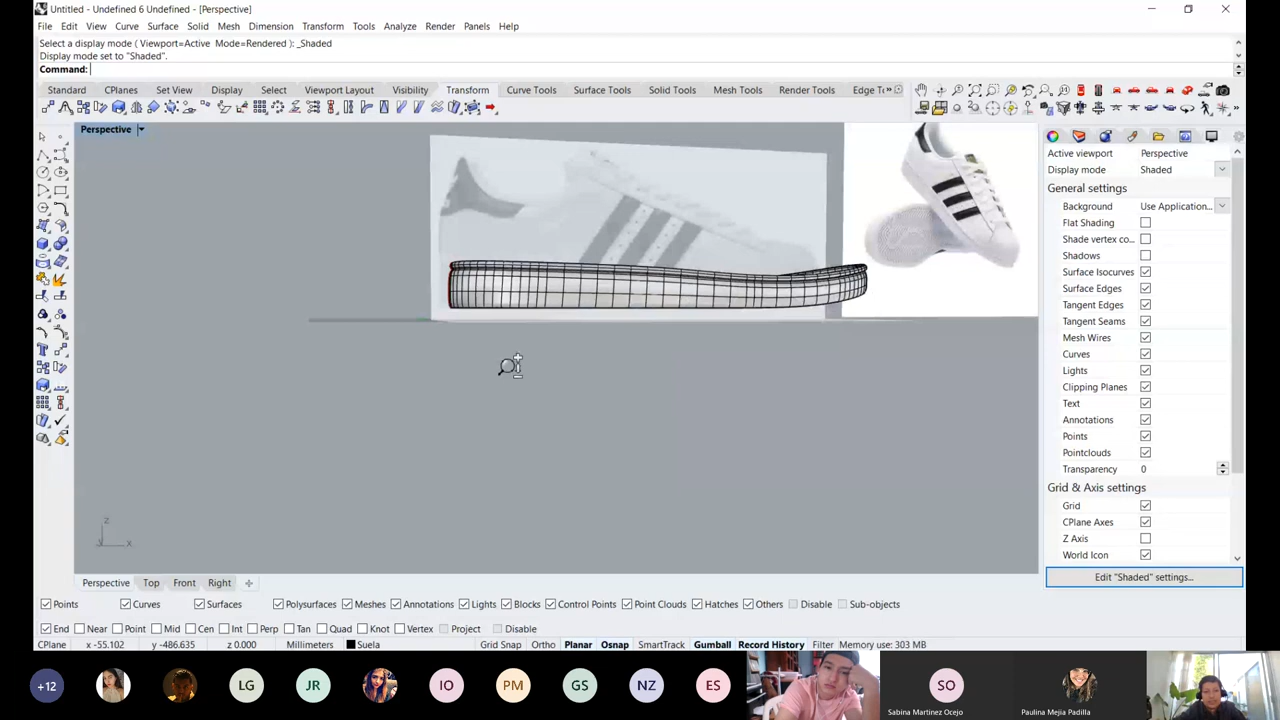 Untitled - Undefined 6 Undefined - [Perspective]
File Edit View Curve Surface Solid Mesh Dimension Transform Tools Analyze Render Panels Help
Select a display mode ( Viewport=Active Mode=Rendered ): _Shaded
Display mode set to "Shaded".
Command:
Standard CPlanes Set View Display Select Viewport Layout Visibility Transform Curve Tools Surface Tools Solid Tools Mesh Tools Render Tools Edge To
Perspective
Active viewport Perspective
Display mode Shaded
General settings
Background Use Application...
Flat Shading
Shade vertex co...
Shadows
Surface Isocurves
Surface Edges
Tangent Edges
Tangent Seams
Mesh Wires
Curves
Lights
Clipping Planes
Text
Annotations
Points
Pointclouds
Transparency 0
Grid & Axis settings
Grid
CPlane Axes
Z Axis
World Icon
Edit "Shaded" settings...
z
y x
Perspective Top Front Right
Points Curves Surfaces Polysurfaces Meshes Annotations Lights Blocks Control Points Point Clouds Hatches Others Disable Sub-objects
End Near Point Mid Cen Int Perp Tan Quad Knot Vertex Project Disable
CPlane x -55.102 y -486.635 z 0.000 Millimeters Suela Grid Snap Ortho Planar Osnap SmartTrack Gumball Record History Filter Memory use: 303 MB
+12 LG JR IO PM GS NZ ES SO
Sabina Martinez Ocejo Paulina Mejia Padilla